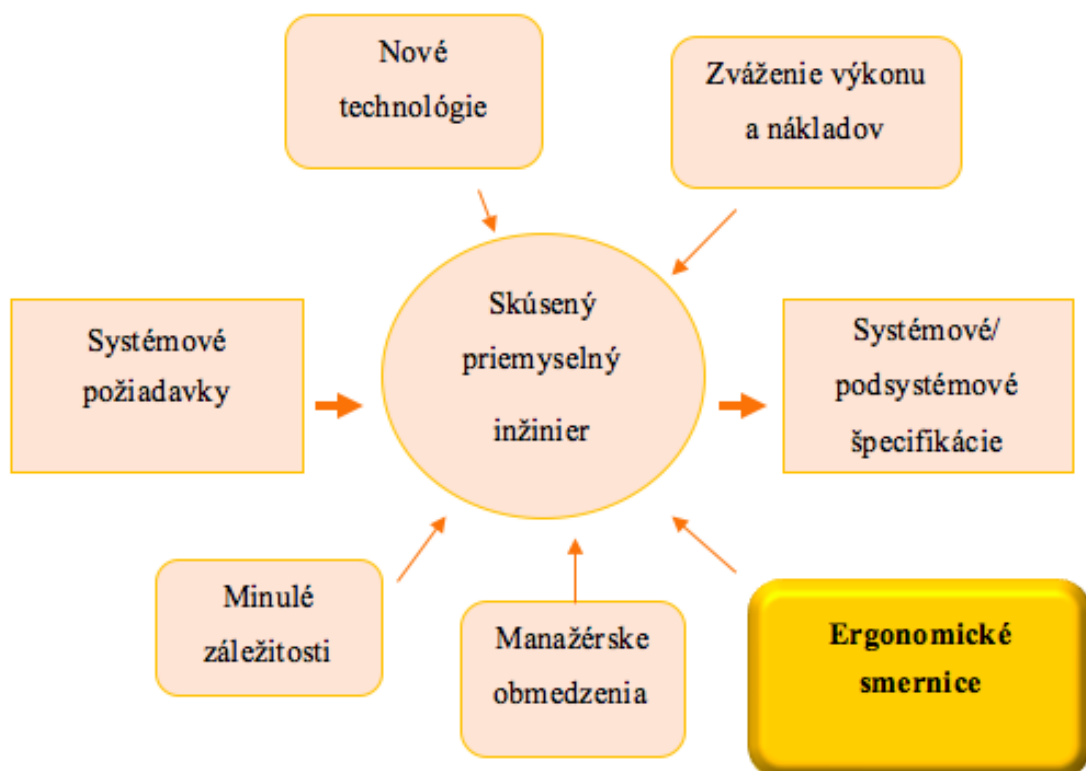 Nové
technológie
Zváženie výkonu
a nákladov
Systémové
požiadavky
Skúsený
priemyselný
inžinier
Systémové/
podsystémové
špecifikácie
Minulé
záležitosti
Manažérske
obmedzenia
Ergonomické
smernice